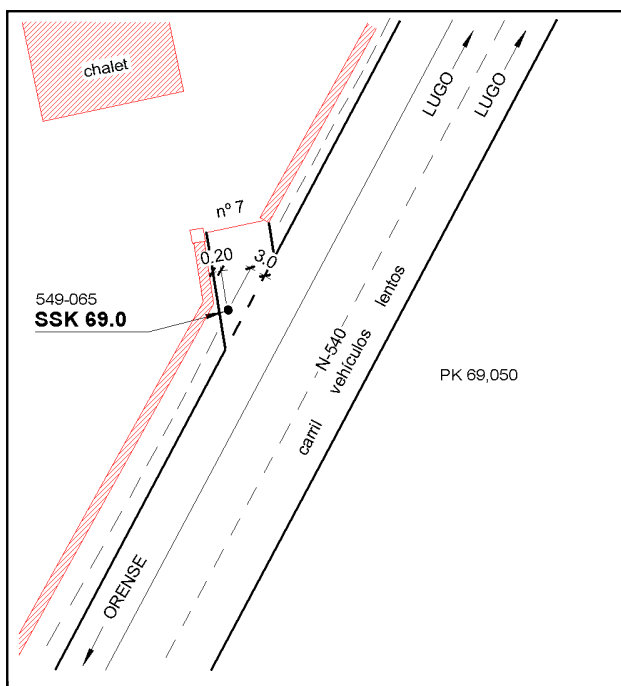 chalet
LUGO
LUGO
nº 7
0.20
3.0
549-065
SSK 69.0
N-540
vehículos
lentos
carril
PK 69,050
ORENSE